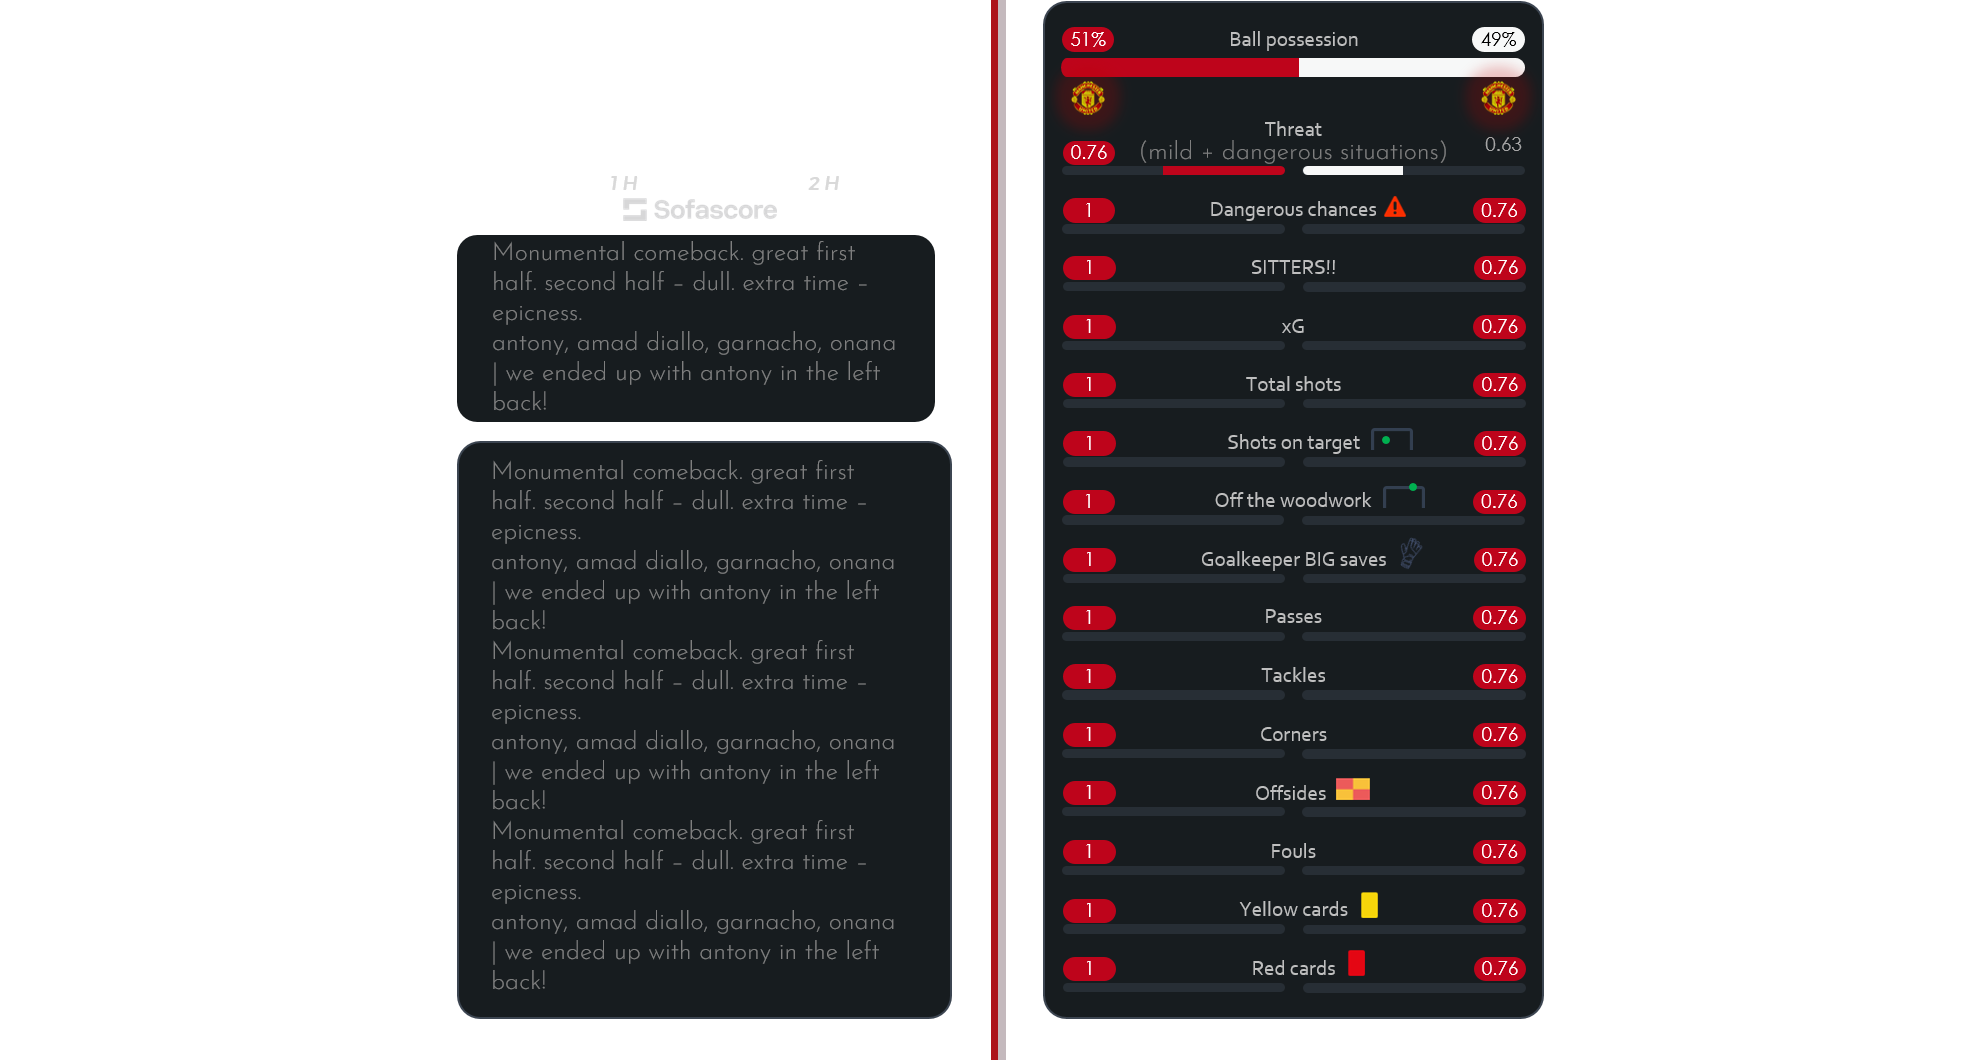 1 H 2 H
Sofascore
Monumental comeback. great first
half. second half – dull. extra time –
epicness.
antony, amad diallo, garnacho, onana
| we ended up with antony in the left
back!
Monumental comeback. great first
half. second half – dull. extra time –
epicness.
antony, amad diallo, garnacho, onana
| we ended up with antony in the left
back!
Monumental comeback. great first
half. second half – dull. extra time –
epicness.
antony, amad diallo, garnacho, onana
| we ended up with antony in the left
back!
Monumental comeback. great first
half. second half – dull. extra time –
epicness.
antony, amad diallo, garnacho, onana
| we ended up with antony in the left
back!
51% Ball possession 49%
MANCHESTER UNITED MANCHESTER UNITED
Threat
0.76 (mild + dangerous situations) 0.63
1 Dangerous chances 0.76
1 SITTERS!! 0.76
1 xG 0.76
1 Total shots 0.76
1 Shots on target 0.76
1 Off the woodwork 0.76
1 Goalkeeper BIG saves 0.76
1 Passes 0.76
1 Tackles 0.76
1 Corners 0.76
1 Offsides 0.76
1 Fouls 0.76
1 Yellow cards 0.76
1 Red cards 0.76